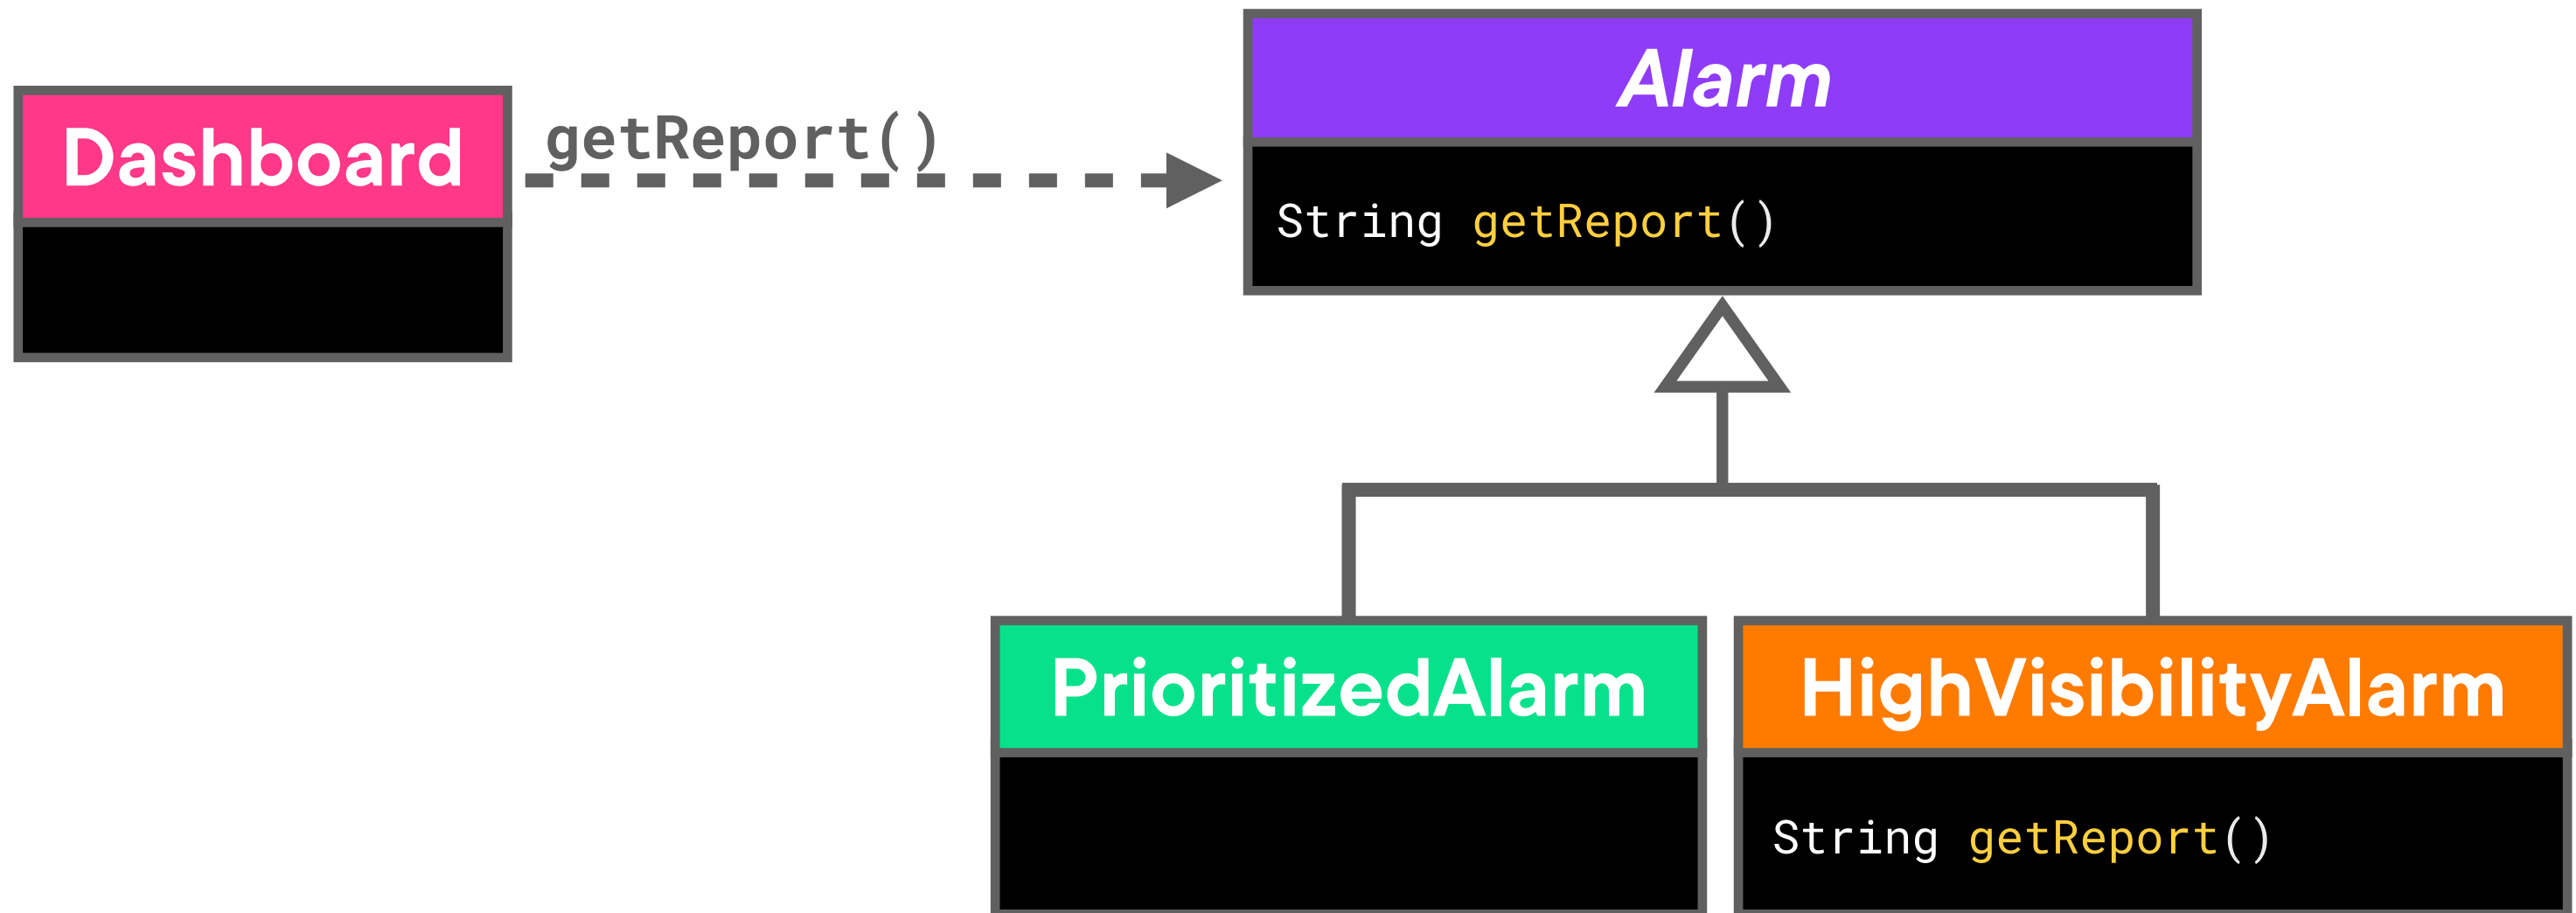 Dashboard
getReport()
Alarm
String getReport()
PrioritizedAlarm
HighVisibilityAlarm
String getReport()